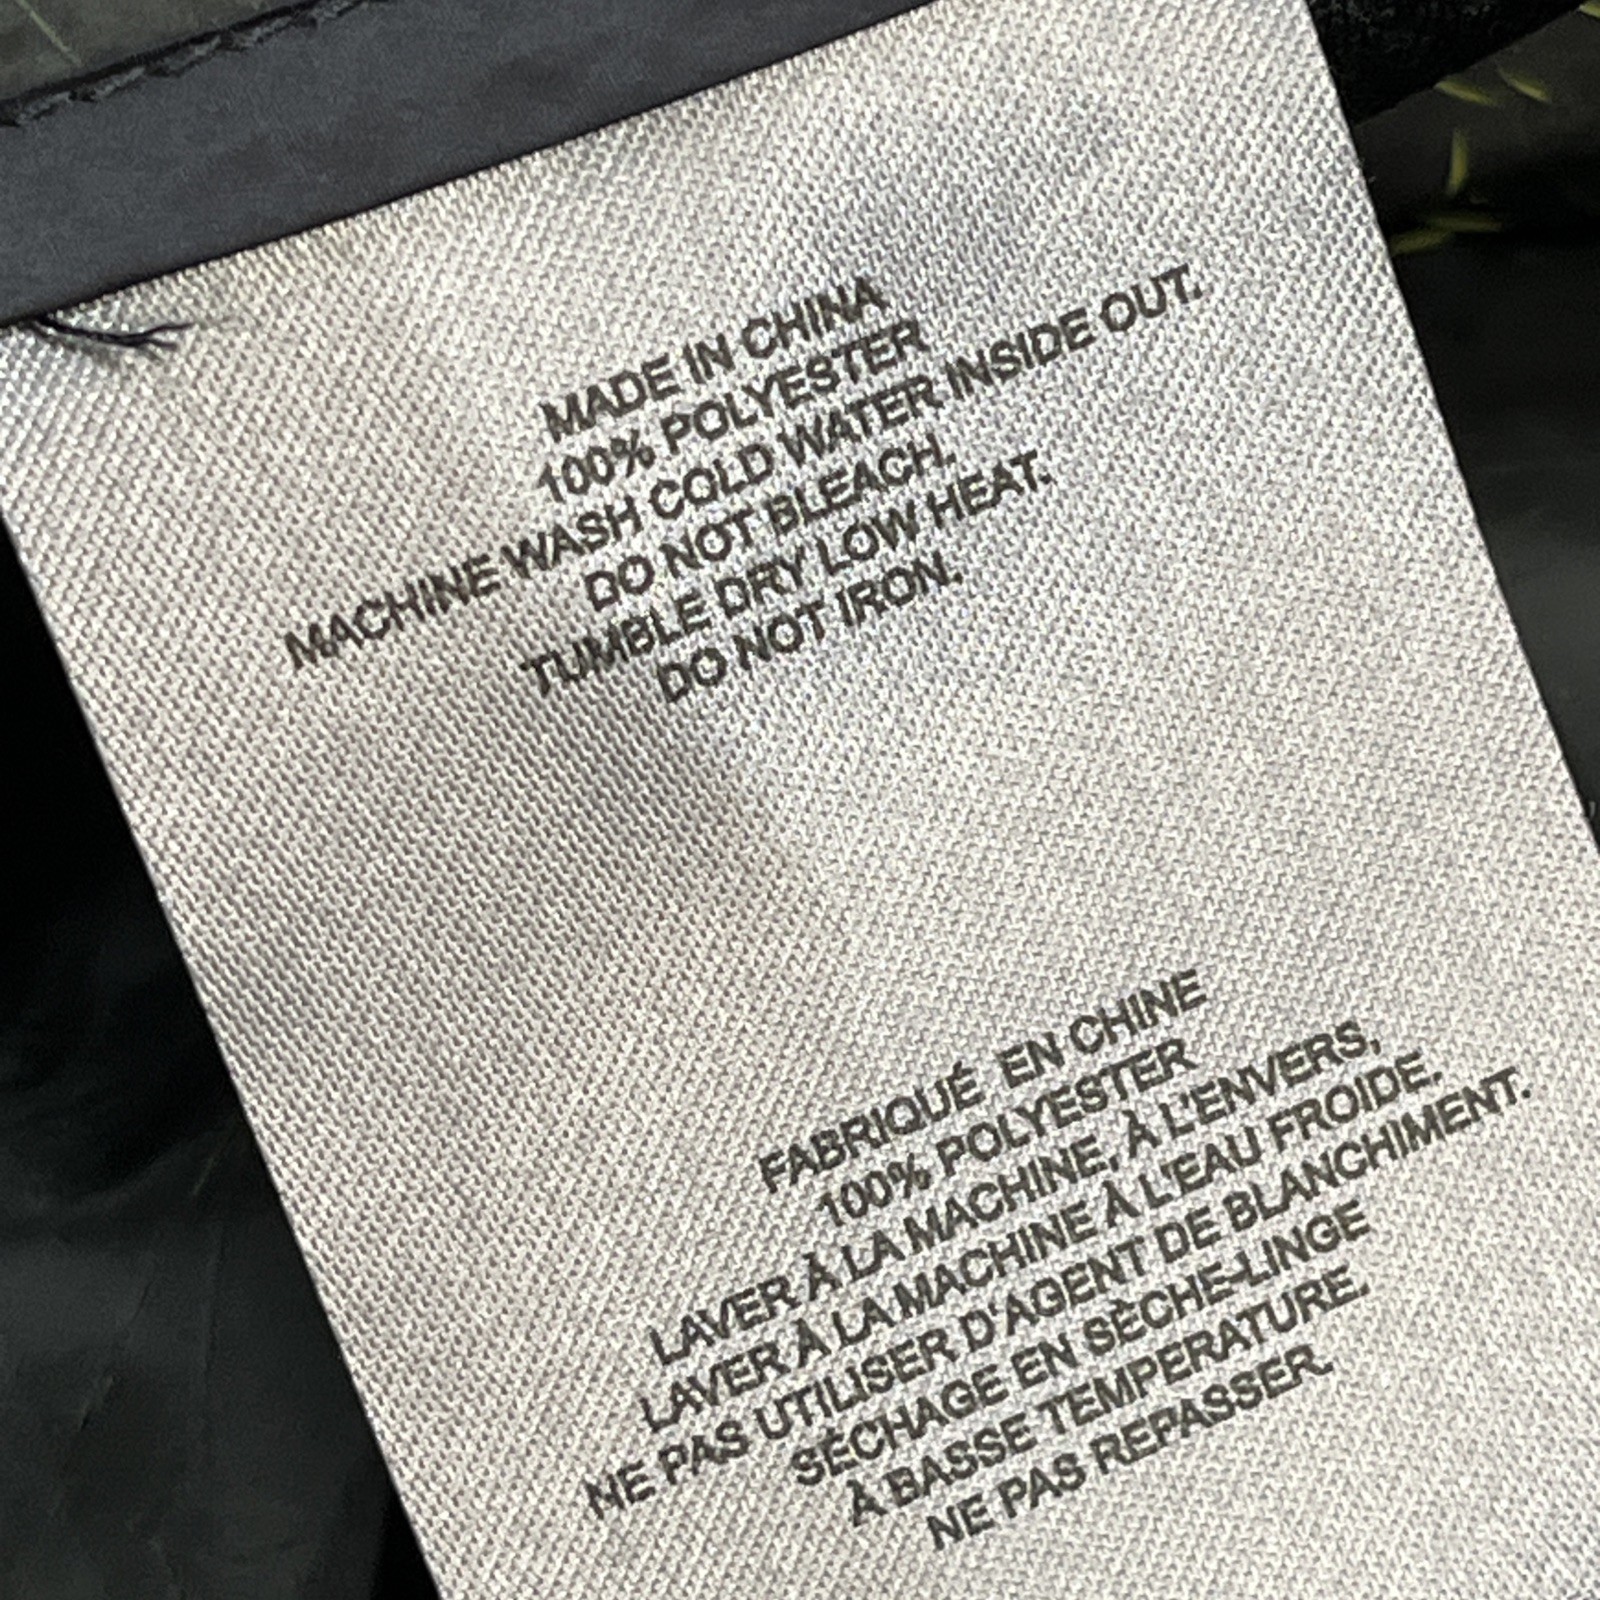 MADE IN CHINA
100% POLYESTER
MACHINE WASH COLD WATER INSIDE OUT.
DO NOT BLEACH.
TUMBLE DRY LOW HEAT.
DO NOT IRON.
FABRIQUÉ EN CHINE
100% POLYESTER
LAVER À LA MACHINE, À L'ENVERS,
LAVER À LA MACHINE À L'EAU FROIDE.
NE PAS UTILISER D'AGENT DE BLANCHIMENT.
SÉCHAGE EN SÈCHE-LINGE
À BASSE TEMPERATURE.
NE PAS REPASSER.